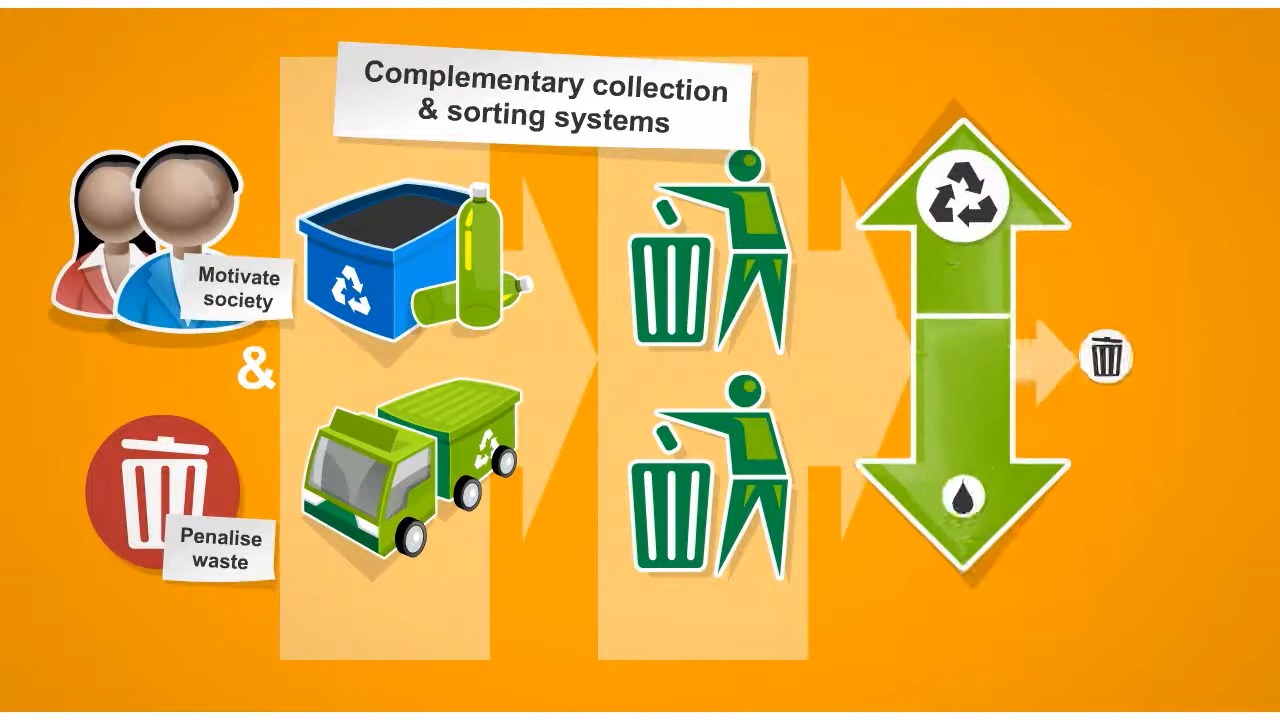 Complementary collection
& sorting systems
Motivate
society
&
Penalise
waste